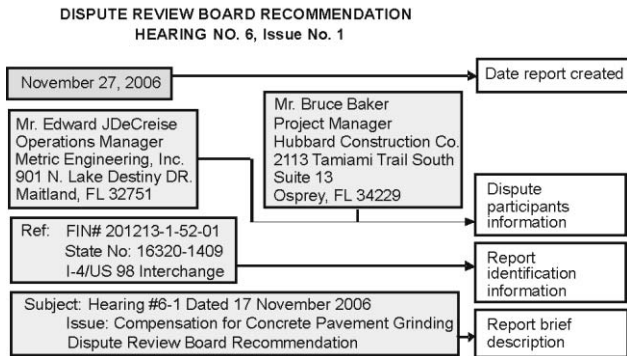 DISPUTE REVIEW BOARD RECOMMENDATION
HEARING NO. 6, Issue No. 1
November 27, 2006
Date report created
Mr. Edward JDeCreise
Operations Manager
Metric Engineering, Inc.
901 N. Lake Destiny DR.
Maitland, FL 32751
Mr. Bruce Baker
Project Manager
Hubbard Construction Co.
2113 Tamiami Trail South
Suite 13
Osprey, FL 34229
Dispute
participants
information
Ref: FIN# 201213-1-52-01
State No: 16320-1409
I-4/US 98 Interchange
Report
identification
information
Subject: Hearing #6-1 Dated 17 November 2006
Issue: Compensation for Concrete Pavement Grinding
Dispute Review Board Recommendation
Report brief
description